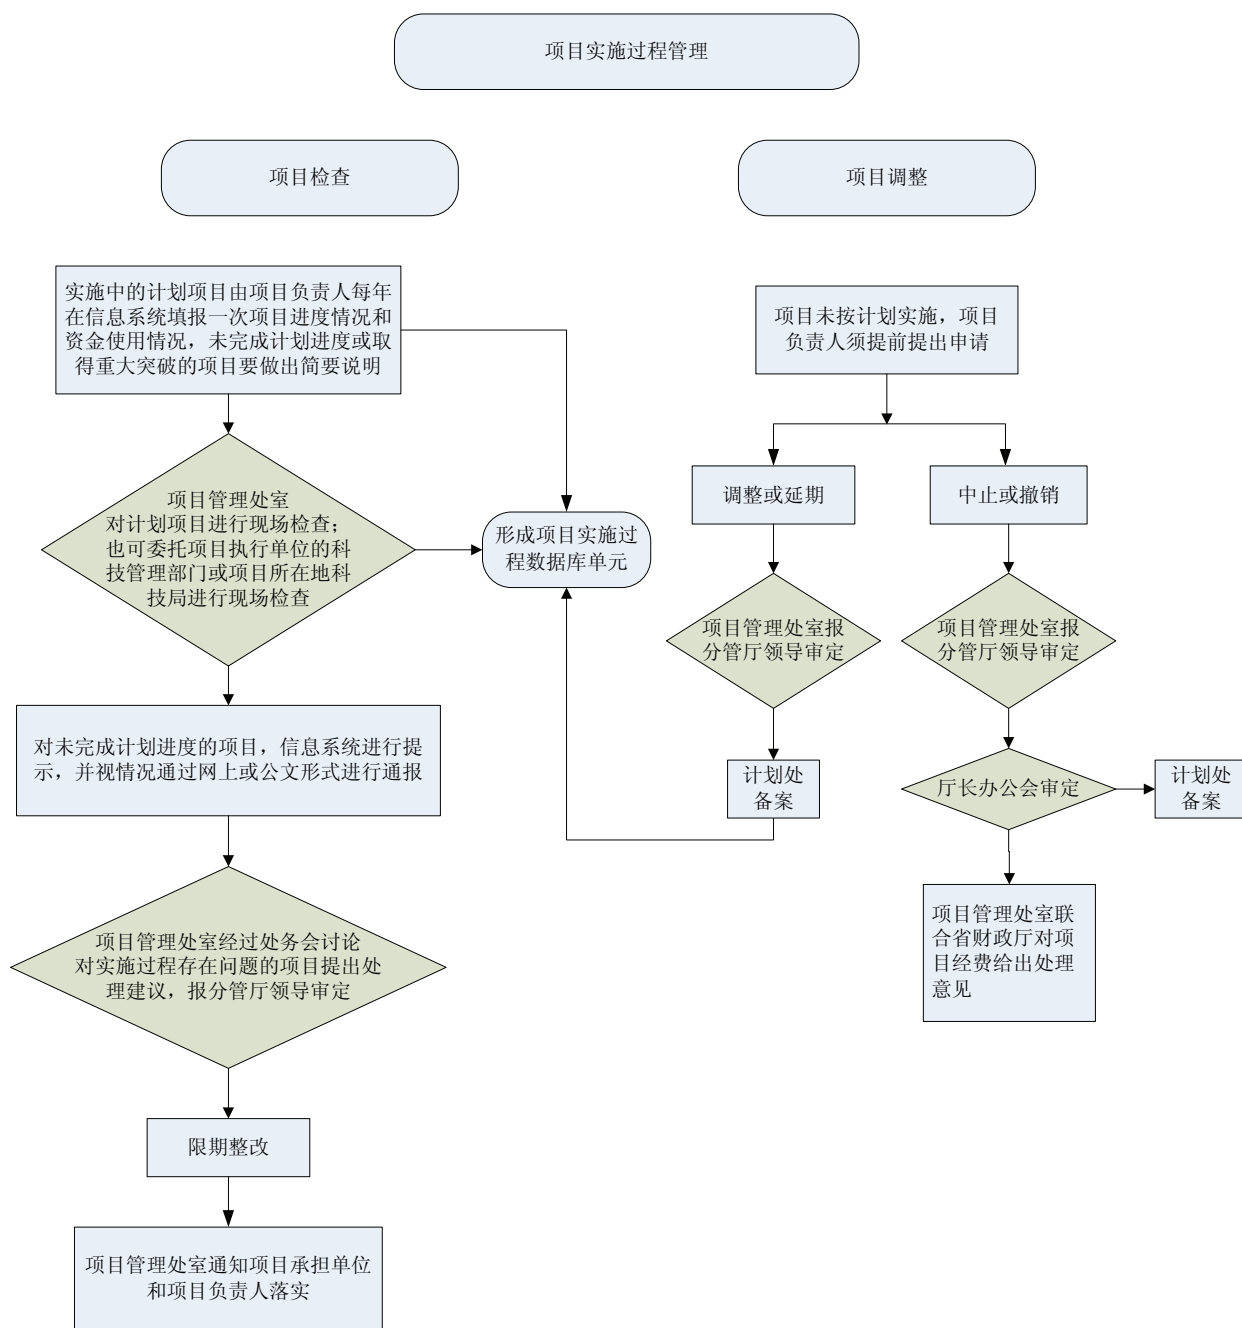 项目实施过程管理
项目检查
项目调整
实施中的计划项目由项目负责人每年
在信息系统填报一次项目进度情况和
资金使用情况，未完成计划进度或取
得重大突破的项目要做出简要说明
项目未按计划实施，项目
负责人须提前提出申请
项目管理处室
对计划项目进行现场检查；
也可委托项目执行单位的科
技管理部门或项目所在地科
技局进行现场检查
形成项目实施过
程数据库单元
调整或延期
中止或撤销
项目管理处室报
分管厅领导审定
项目管理处室报
分管厅领导审定
对未完成计划进度的项目，信息系统进行提
示，并视情况通过网上或公文形式进行通报
计划处
备案
厅长办公会审定
计划处
备案
项目管理处室经过处务会讨论
对实施过程存在问题的项目提出处
理建议，报分管厅领导审定
项目管理处室联
合省财政厅对项
目经费给出处理
意见
限期整改
项目管理处室通知项目承担单位
和项目负责人落实